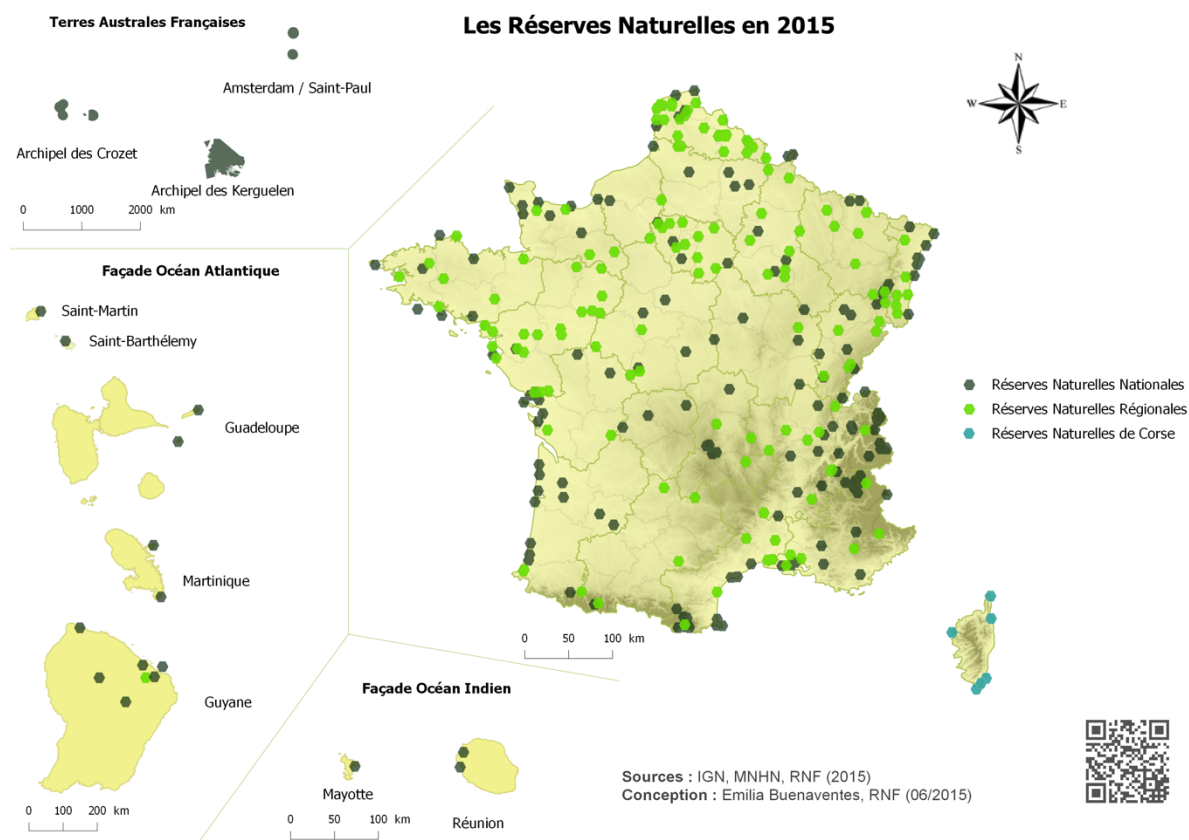 Les Réserves Naturelles en 2015
Terres Australes Françaises
Amsterdam / Saint-Paul
Archipel des Crozet
Archipel des Kerguelen
0 1000 2000 km
N
W E
S
Façade Océan Atlantique
Saint-Martin
Saint-Barthélemy
Guadeloupe
Martinique
Guyane
0 100 200 km
Réserves Naturelles Nationales
Réserves Naturelles Régionales
Réserves Naturelles de Corse
0 50 100 km
Façade Océan Indien
Mayotte
Réunion
0 50 100 km
Sources : IGN, MNHN, RNF (2015)
Conception : Emilia Buenaventes, RNF (06/2015)